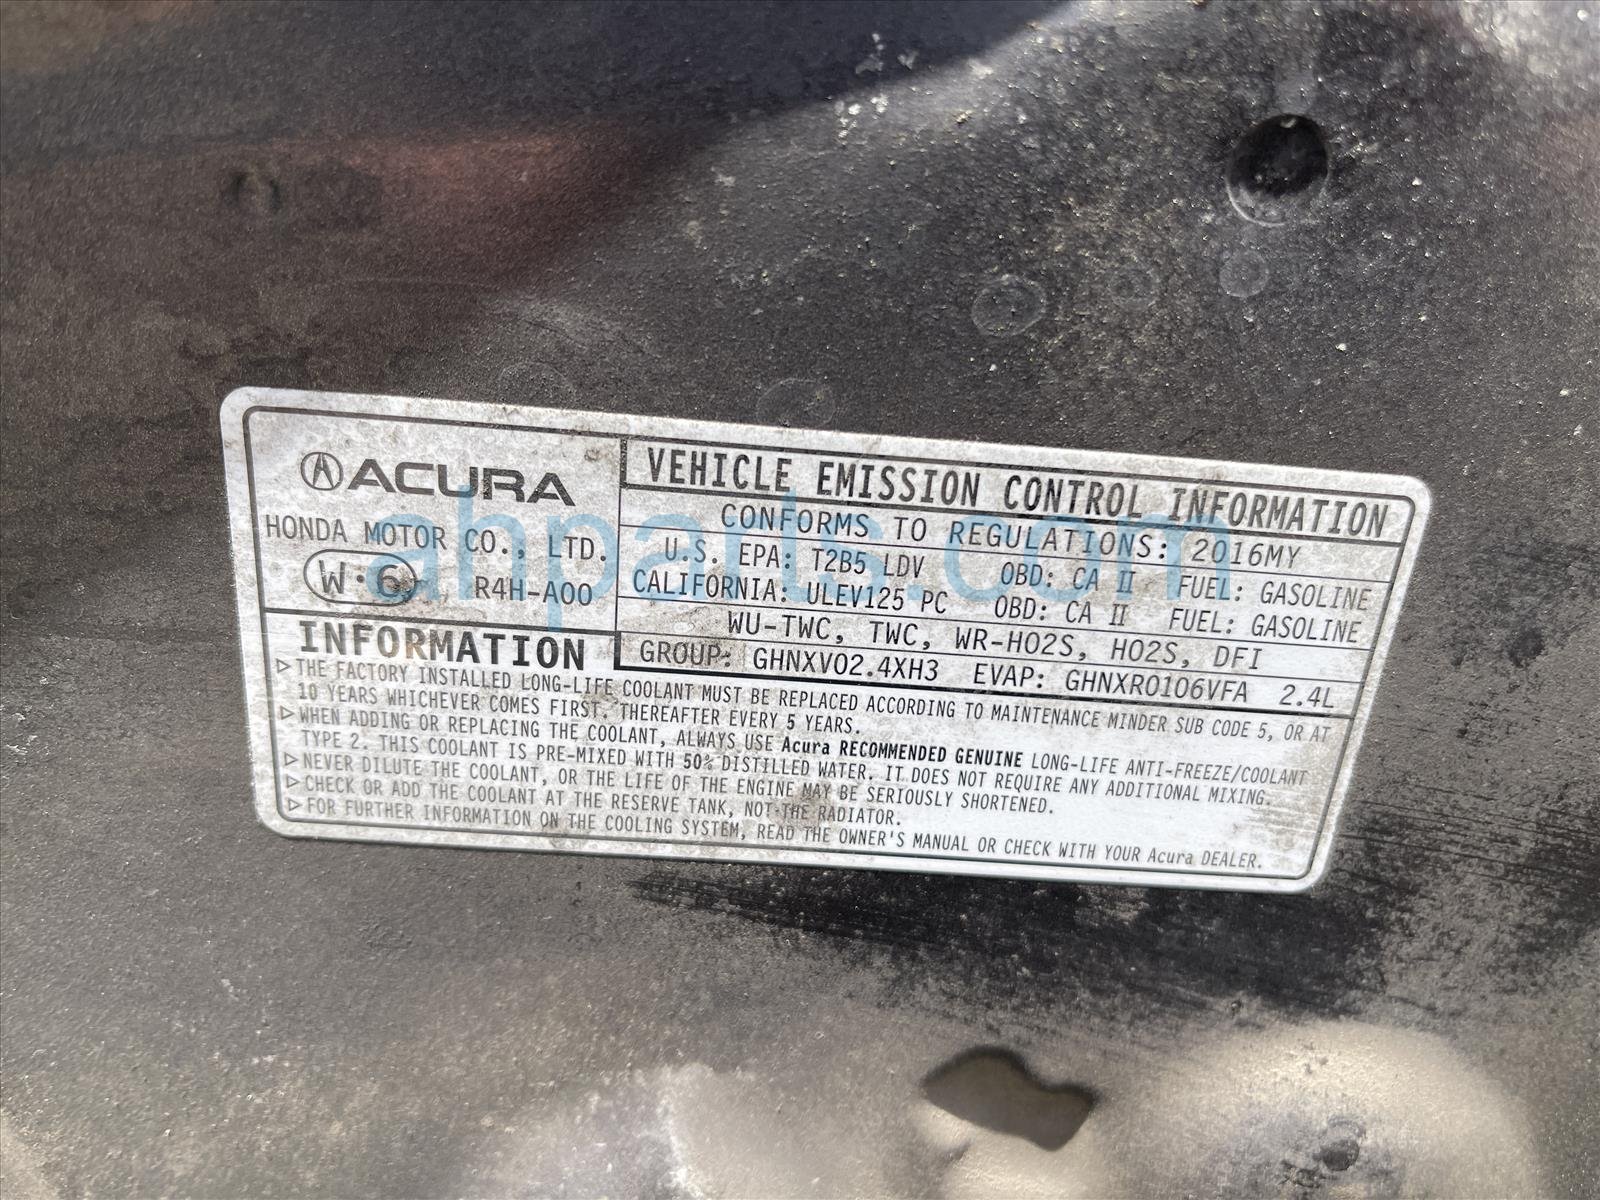 ACURA
HONDA MOTOR CO., LTD.
W·6 R4H-A00
VEHICLE EMISSION CONTROL INFORMATION
CONFORMS TO REGULATIONS: 2016MY
U.S. EPA: T2B5 LDV OBD: CA II FUEL: GASOLINE
CALIFORNIA: ULEV125 PC OBD: CA II FUEL: GASOLINE
WU-TWC, TWC, WR-HO2S, HO2S, DFI
GROUP: GHNXV02.4XH3 EVAP: GHNXR0106VFA 2.4L
INFORMATION
▷THE FACTORY INSTALLED LONG-LIFE COOLANT MUST BE REPLACED ACCORDING TO MAINTENANCE MINDER SUB CODE 5, OR AT
10 YEARS WHICHEVER COMES FIRST. THEREAFTER EVERY 5 YEARS.
▷WHEN ADDING OR REPLACING THE COOLANT, ALWAYS USE Acura RECOMMENDED GENUINE LONG-LIFE ANTI-FREEZE/COOLANT
TYPE 2. THIS COOLANT IS PRE-MIXED WITH 50% DISTILLED WATER. IT DOES NOT REQUIRE ANY ADDITIONAL MIXING.
▷NEVER DILUTE THE COOLANT, OR THE LIFE OF THE ENGINE MAY BE SERIOUSLY SHORTENED.
▷CHECK OR ADD THE COOLANT AT THE RESERVE TANK, NOT THE RADIATOR.
▷FOR FURTHER INFORMATION ON THE COOLING SYSTEM, READ THE OWNER'S MANUAL OR CHECK WITH YOUR Acura DEALER.
ahparts.com